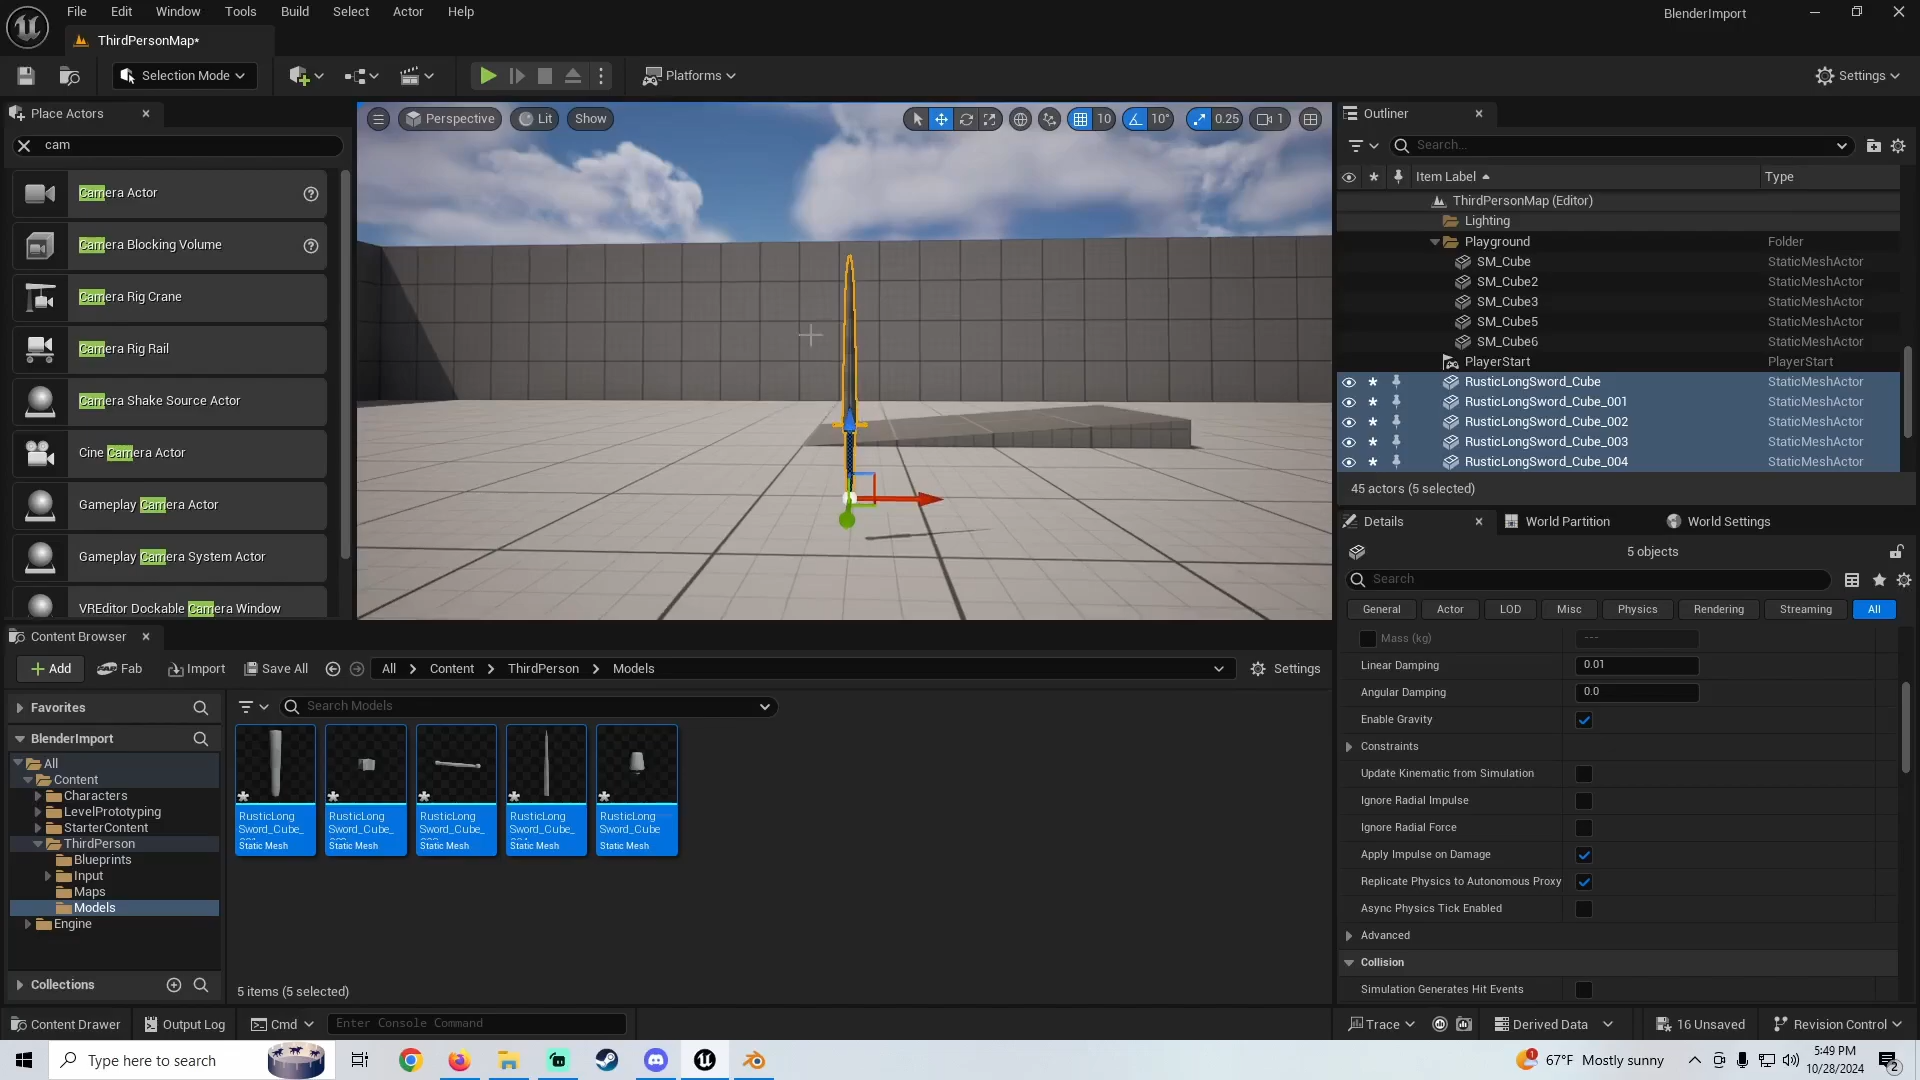 File Edit Window Tools Build Select Actor Help
BlenderImport
ThirdPersonMap*
Selection Mode
Platforms
Settings
Place Actors
cam
Camera Actor
Camera Blocking Volume
Camera Rig Crane
Camera Rig Rail
Camera Shake Source Actor
Cine Camera Actor
Gameplay Camera Actor
Gameplay Camera System Actor
VREditor Dockable Camera Window
Perspective
Lit
Show
10
10°
0.25
1
Outliner
Search...
Item Label
Type
ThirdPersonMap (Editor)
Lighting
Playground Folder
SM_Cube StaticMeshActor
SM_Cube2 StaticMeshActor
SM_Cube3 StaticMeshActor
SM_Cube5 StaticMeshActor
SM_Cube6 StaticMeshActor
PlayerStart PlayerStart
RusticLongSword_Cube StaticMeshActor
RusticLongSword_Cube_001 StaticMeshActor
RusticLongSword_Cube_002 StaticMeshActor
RusticLongSword_Cube_003 StaticMeshActor
RusticLongSword_Cube_004 StaticMeshActor
45 actors (5 selected)
Details
World Partition
World Settings
5 objects
Search
General Actor LOD Misc Physics Rendering Streaming All
Mass (kg) ---
Linear Damping 0.01
Angular Damping 0.0
Enable Gravity
Constraints
Update Kinematic from Simulation
Ignore Radial Impulse
Ignore Radial Force
Apply Impulse on Damage
Replicate Physics to Autonomous Proxy
Async Physics Tick Enabled
Advanced
Collision
Simulation Generates Hit Events
Content Browser
Add
Fab
Import
Save All
All > Content > ThirdPerson > Models
Settings
Favorites
BlenderImport
All
Content
Characters
LevelPrototyping
StarterContent
ThirdPerson
Blueprints
Input
Maps
Models
Engine
Collections
Search Models
RusticLong
Sword_Cube_
Static Mesh
RusticLong
Sword_Cube_
Static Mesh
RusticLong
Sword_Cube_
Static Mesh
RusticLong
Sword_Cube_
Static Mesh
RusticLong
Sword_Cube
Static Mesh
5 items (5 selected)
Content Drawer
Output Log
Cmd
Enter Console Command
Trace
Derived Data
16 Unsaved
Revision Control
Type here to search
1
67°F Mostly sunny
5:49 PM
10/28/2024
2